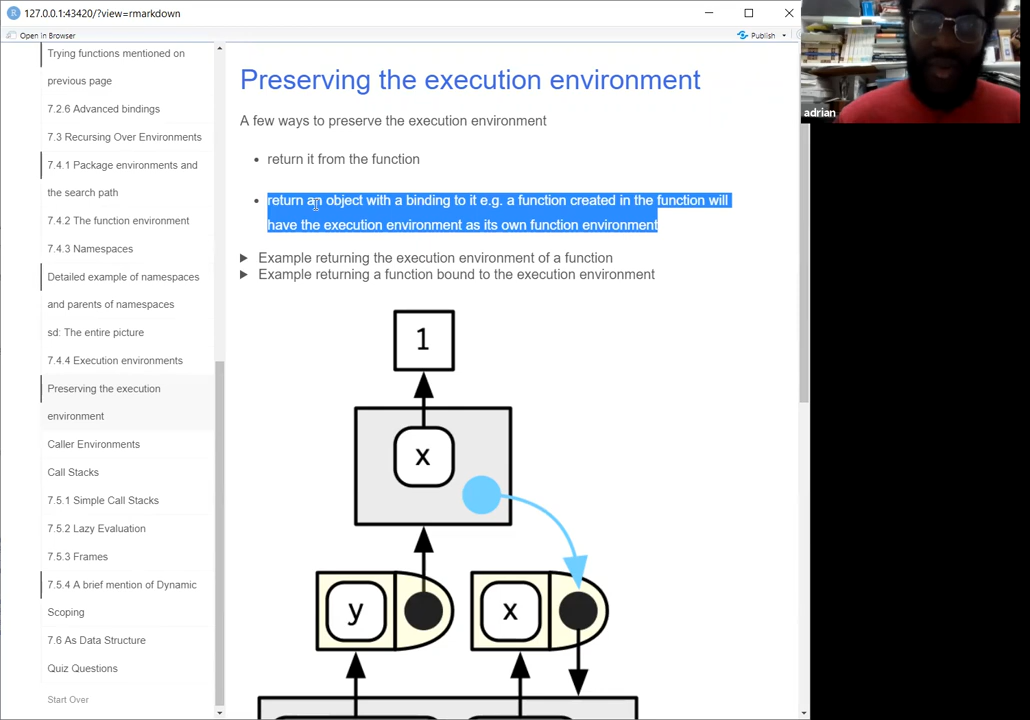 127.0.0.1:43420/?view=rmarkdown
Open in Browser
Publish
adrian
Trying functions mentioned on
previous page
7.2.6 Advanced bindings
7.3 Recursing Over Environments
7.4.1 Package environments and
the search path
7.4.2 The function environment
7.4.3 Namespaces
Detailed example of namespaces
and parents of namespaces
sd: The entire picture
7.4.4 Execution environments
Preserving the execution
environment
Caller Environments
Call Stacks
7.5.1 Simple Call Stacks
7.5.2 Lazy Evaluation
7.5.3 Frames
7.5.4 A brief mention of Dynamic
Scoping
7.6 As Data Structure
Quiz Questions
Start Over
Preserving the execution environment
A few ways to preserve the execution environment
• return it from the function
• return an object with a binding to it e.g. a function created in the function will
have the execution environment as its own function environment
Example returning the execution environment of a function
Example returning a function bound to the execution environment
1
x
y
x